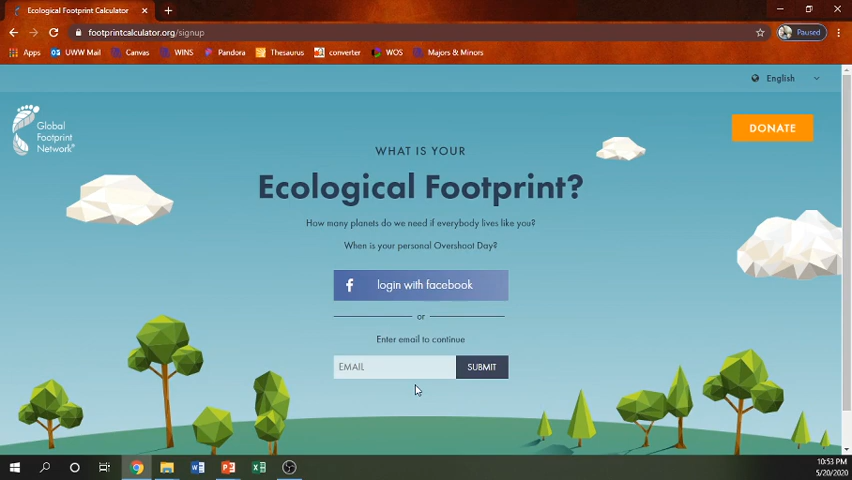 Ecological Footprint Calculator
footprintcalculator.org/signup
Paused
Apps UWW Mail Canvas WINS Pandora Thesaurus converter WOS Majors & Minors
English
Global
Footprint
Network®
DONATE
WHAT IS YOUR
Ecological Footprint?
How many planets do we need if everybody lives like you?
When is your personal Overshoot Day?
f login with facebook
or
Enter email to continue
EMAIL SUBMIT
10:53 PM
5/20/2020